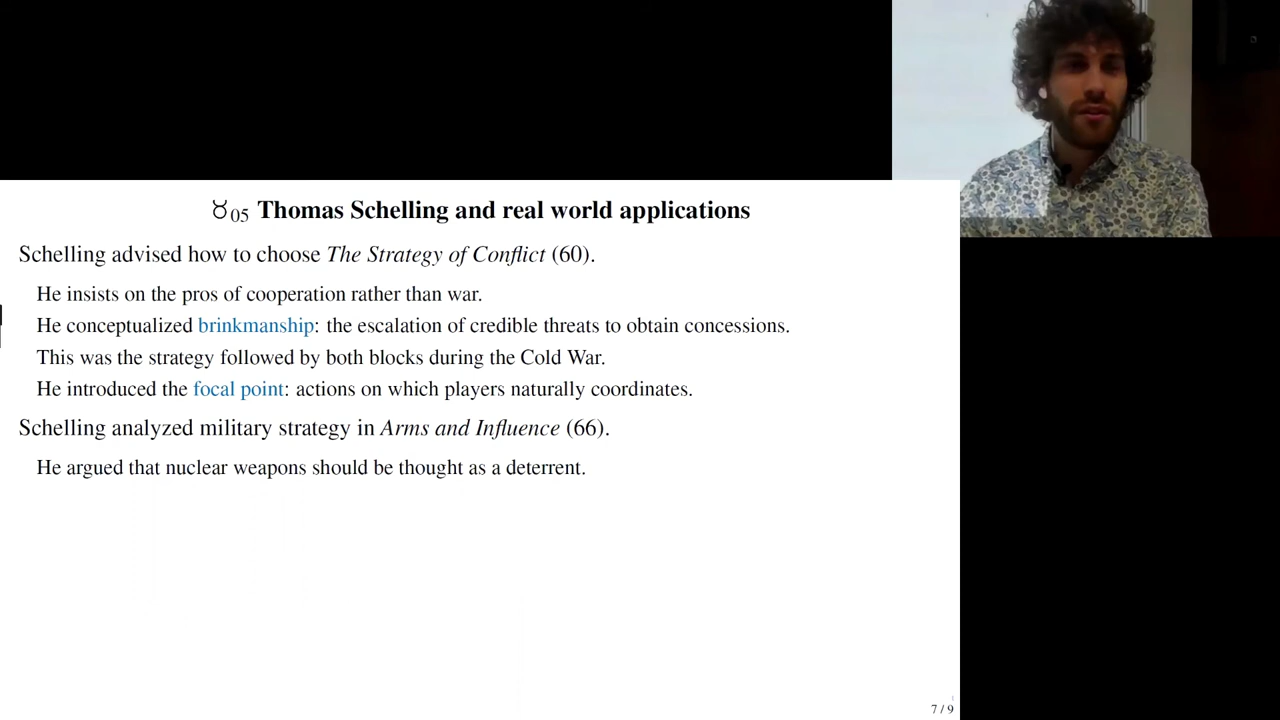 ♉05 Thomas Schelling and real world applications
Schelling advised how to choose The Strategy of Conflict (60).
He insists on the pros of cooperation rather than war.
He conceptualized brinkmanship: the escalation of credible threats to obtain concessions.
This was the strategy followed by both blocks during the Cold War.
He introduced the focal point: actions on which players naturally coordinates.
Schelling analyzed military strategy in Arms and Influence (66).
He argued that nuclear weapons should be thought as a deterrent.
7 / 9